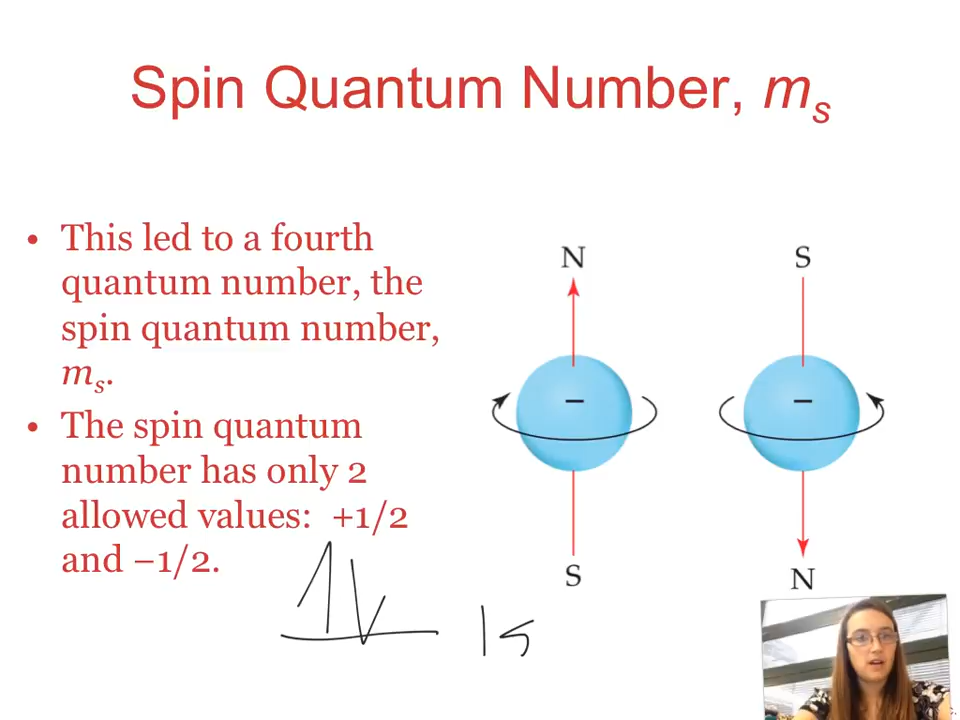 Spin Quantum Number, mₛ
• This led to a fourth
quantum number, the
spin quantum number,
mₛ.
• The spin quantum
number has only 2
allowed values: +1/2
and −1/2.
N
S
−
−
S
N
1s